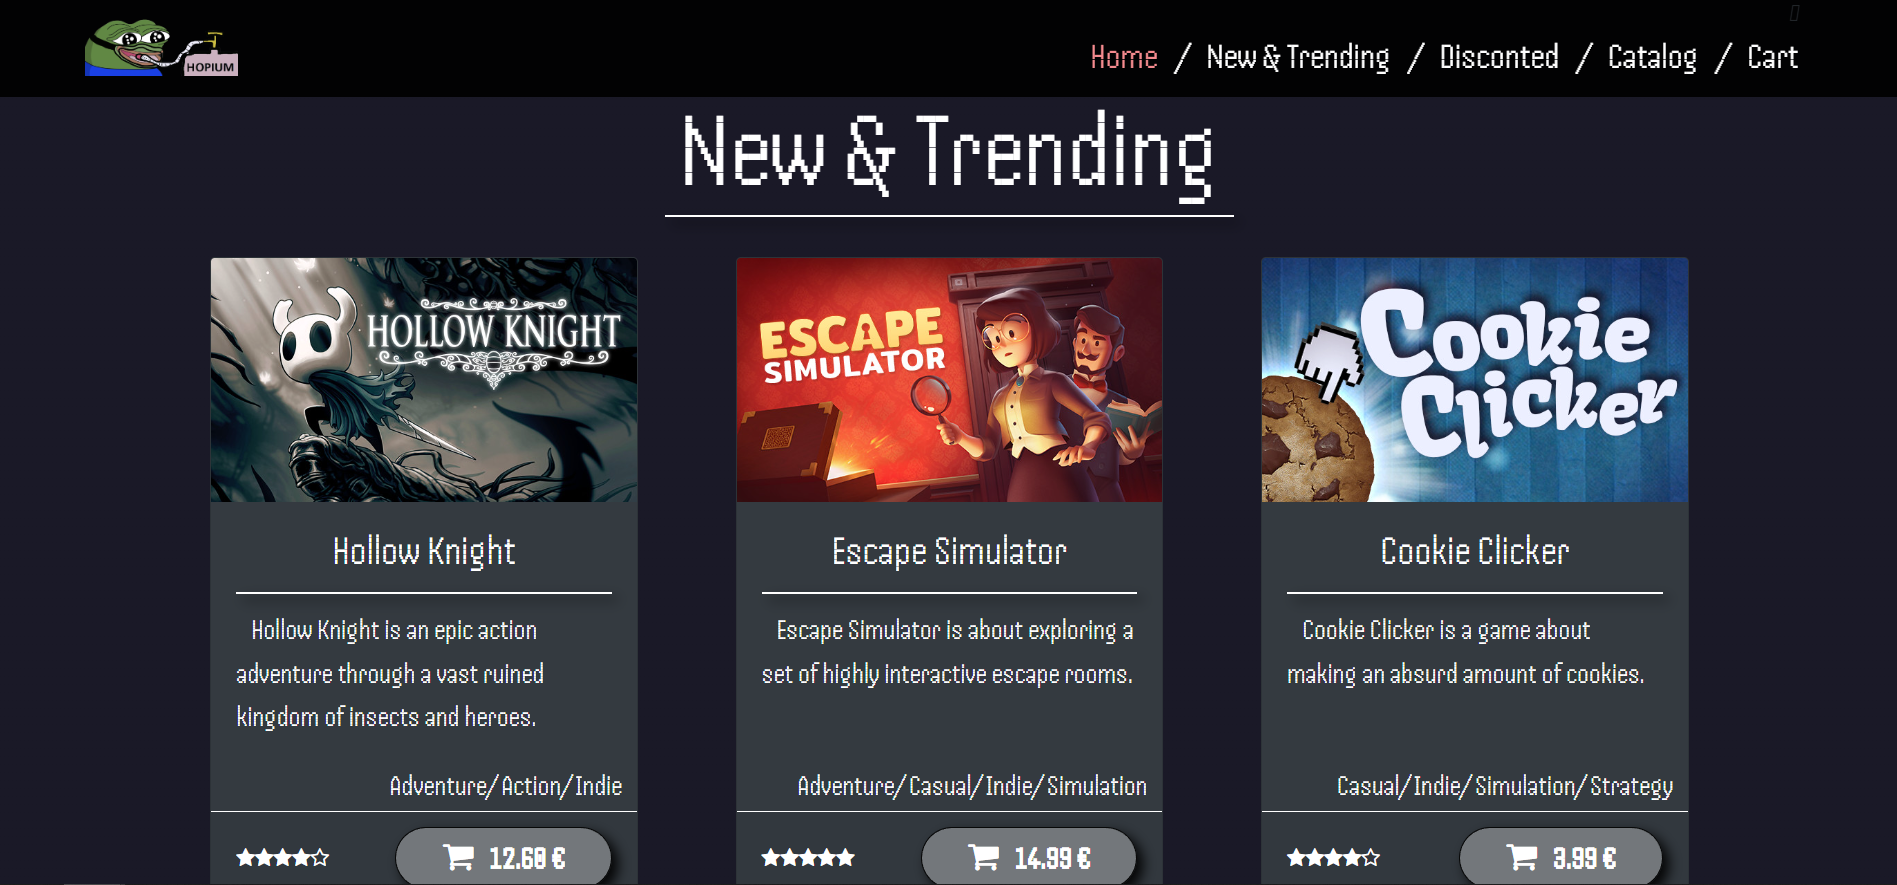 HOPIUM
Home / New & Trending / Disconted / Catalog / Cart
New & Trending
HOLLOW KNIGHT
Hollow Knight
Hollow Knight is an epic action
adventure through a vast ruined
kingdom of insects and heroes.
Adventure/Action/Indie
12.60 €
ESCAPE
SIMULATOR
Escape Simulator
Escape Simulator is about exploring a
set of highly interactive escape rooms.
Adventure/Casual/Indie/Simulation
14.99 €
Cookie
Clicker
Cookie Clicker
Cookie Clicker is a game about
making an absurd amount of cookies.
Casual/Indie/Simulation/Strategy
3.99 €